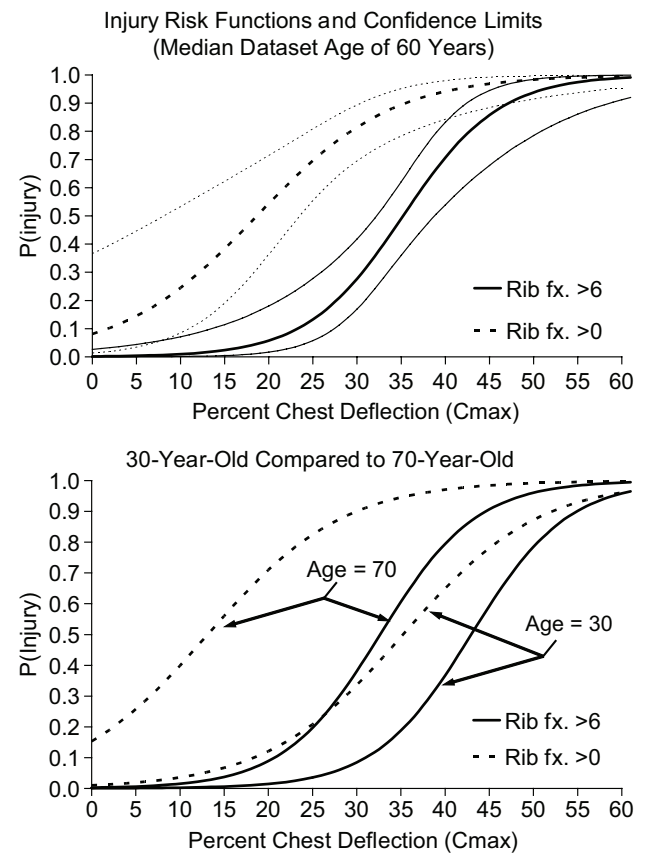 Injury Risk Functions and Confidence Limits
(Median Dataset Age of 60 Years)
1.0
0.9
0.8
0.7
0.6
0.5
0.4
0.3
0.2
0.1
0.0
P(injury)
Rib fx. >6
Rib fx. >0
0 5 10 15 20 25 30 35 40 45 50 55 60
Percent Chest Deflection (Cmax)
30-Year-Old Compared to 70-Year-Old
1.0
0.9
0.8
0.7
0.6
0.5
0.4
0.3
0.2
0.1
0.0
P(Injury)
Age = 70
Age = 30
Rib fx. >6
Rib fx. >0
0 5 10 15 20 25 30 35 40 45 50 55 60
Percent Chest Deflection (Cmax)